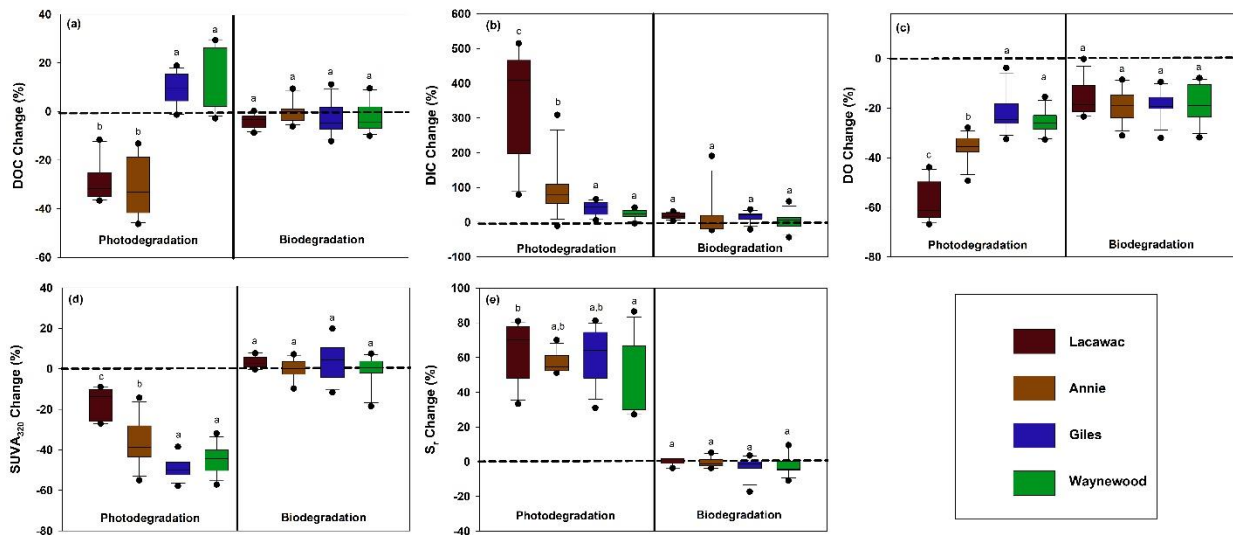 (a)
DOC Change (%)
40
20
0
-20
-40
-60
b
b
a
a
a
a
a
a
Photodegradation
Biodegradation
(b)
DIC Change (%)
600
500
400
300
200
100
0
-100
c
b
a
a
a
a
a
a
Photodegradation
Biodegradation
(c)
DO Change (%)
0
-20
-40
-60
-80
c
b
a
a
a
a
a
a
Photodegradation
Biodegradation
(d)
SUVA320 Change (%)
40
20
0
-20
-40
-60
-80
c
b
a
a
a
a
a
a
Photodegradation
Biodegradation
(e)
Sr Change (%)
100
80
60
40
20
0
-20
-40
b
a,b
a,b
a
a
a
a
a
Photodegradation
Biodegradation
Lacawac
Annie
Giles
Waynewood